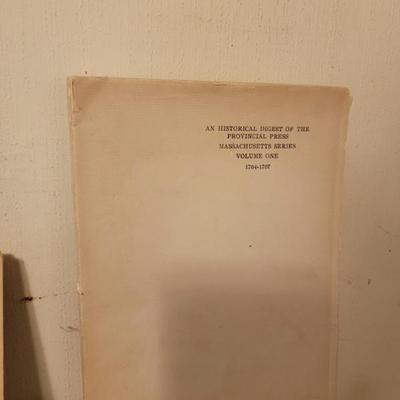 AN HISTORICAL DIGEST OF THE
PROVINCIAL PRESS
MASSACHUSETTS SERIES
VOLUME ONE
1704-1707